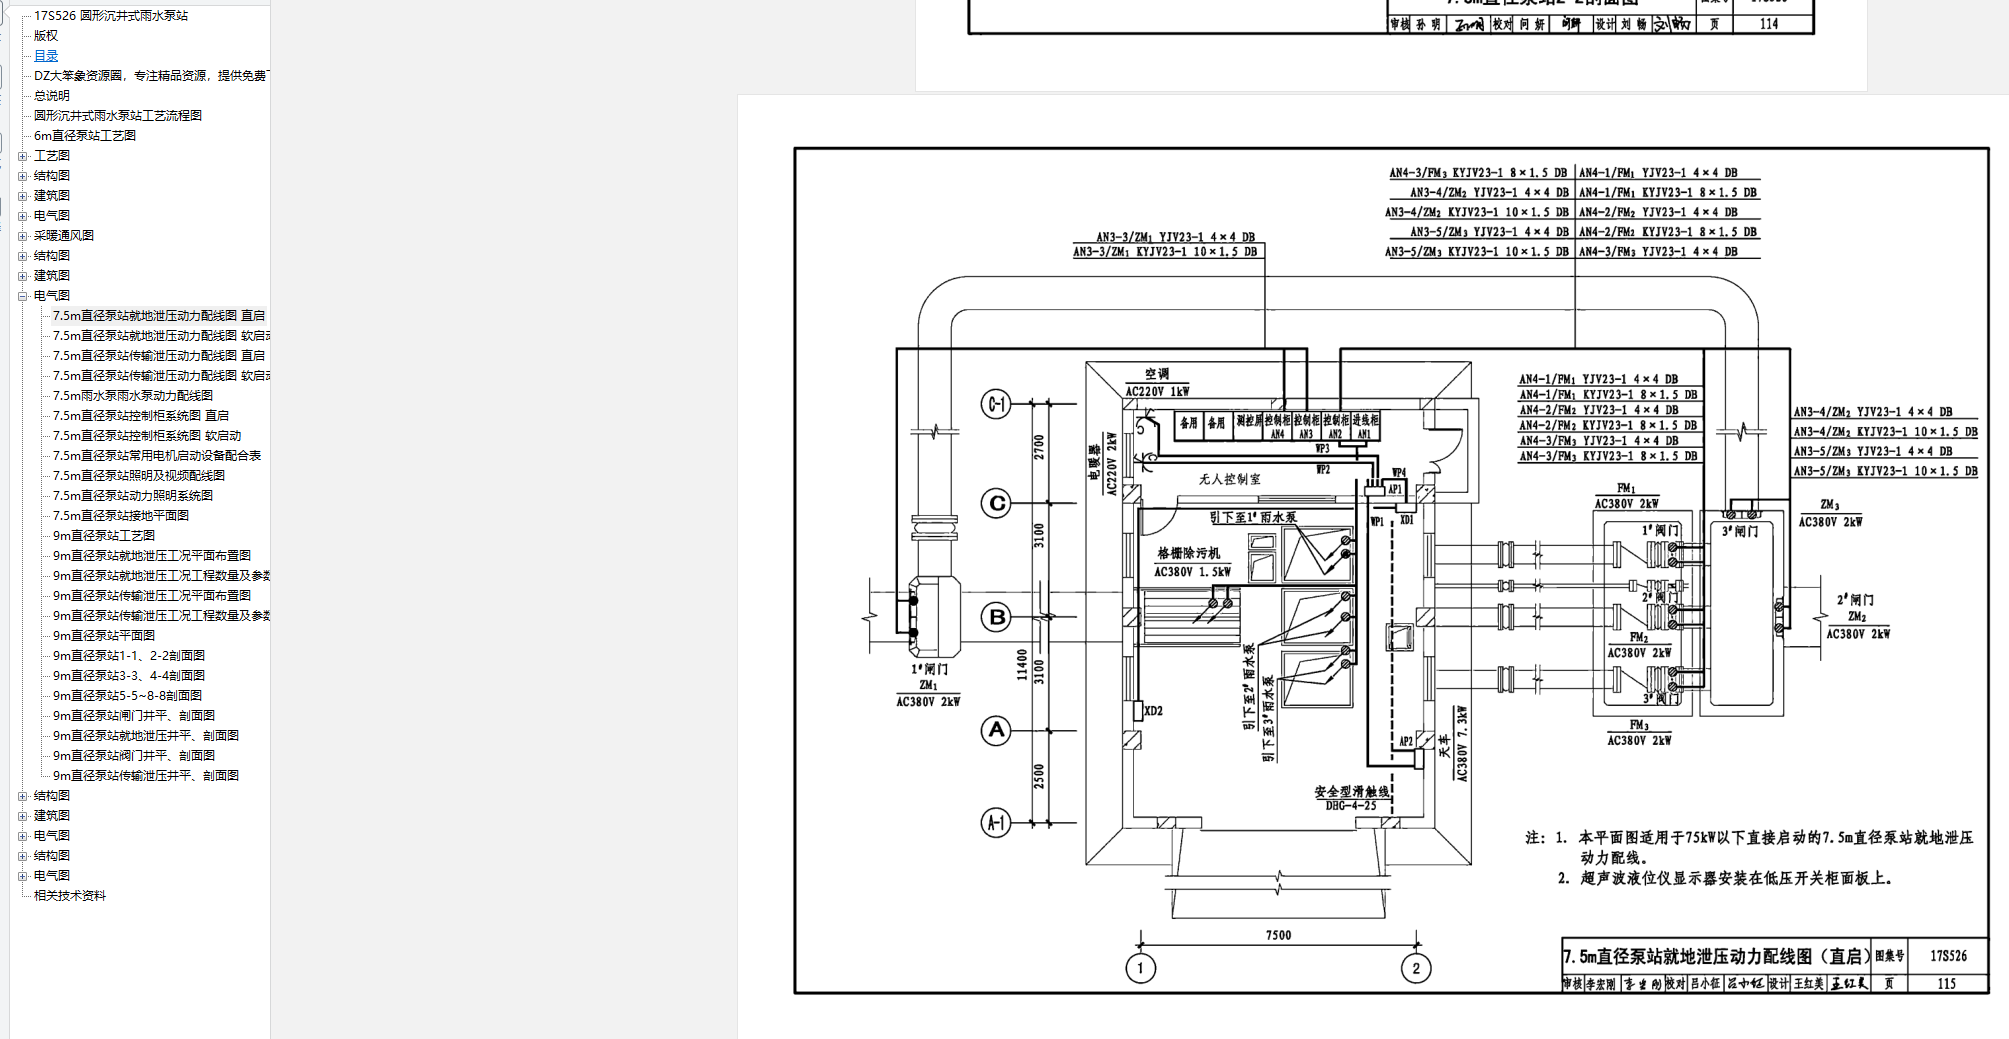 17S526 圆形沉井式雨水泵站
版权
目录
DZ大笨象资源圈，专注精品资源，提供免费下
总说明
圆形沉井式雨水泵站工艺流程图
6m直径泵站工艺图
工艺图
结构图
建筑图
电气图
采暖通风图
结构图
建筑图
电气图
7.5m直径泵站就地泄压动力配线图 直启
7.5m直径泵站就地泄压动力配线图 软启动
7.5m直径泵站传输泄压动力配线图 直启
7.5m直径泵站传输泄压动力配线图 软启动
7.5m雨水泵雨水泵动力配线图
7.5m直径泵站控制柜系统图 直启
7.5m直径泵站控制柜系统图 软启动
7.5m直径泵站常用电机启动设备配合表
7.5m直径泵站照明及视频配线图
7.5m直径泵站动力照明系统图
7.5m直径泵站接地平面图
9m直径泵站工艺图
9m直径泵站就地泄压工况平面布置图
9m直径泵站就地泄压工况工程数量及参数
9m直径泵站传输泄压工况平面布置图
9m直径泵站传输泄压工况工程数量及参数
9m直径泵站平面图
9m直径泵站1-1、2-2剖面图
9m直径泵站3-3、4-4剖面图
9m直径泵站5-5~8-8剖面图
9m直径泵站闸门井平、剖面图
9m直径泵站就地泄压井平、剖面图
9m直径泵站阀门井平、剖面图
9m直径泵站传输泄压井平、剖面图
结构图
建筑图
电气图
结构图
电气图
相关技术资料
7.5m直径泵站2-2剖面图 图集号 17S526
审核 孙 明 校对 问 妍 设计 刘 畅 页 114
AN4-3/FM₃ KYJV23-1 8×1.5 DB AN4-1/FM₁ YJV23-1 4×4 DB
AN3-4/ZM₂ YJV23-1 4×4 DB AN4-1/FM₁ KYJV23-1 8×1.5 DB
AN3-4/ZM₂ KYJV23-1 10×1.5 DB AN4-2/FM₂ YJV23-1 4×4 DB
AN3-5/ZM₃ YJV23-1 4×4 DB AN4-2/FM₂ KYJV23-1 8×1.5 DB
AN3-5/ZM₃ KYJV23-1 10×1.5 DB AN4-3/FM₃ YJV23-1 4×4 DB
AN3-3/ZM₁ YJV23-1 4×4 DB
AN3-3/ZM₁ KYJV23-1 10×1.5 DB
空调
AC220V 1kW
AN4-1/FM₁ YJV23-1 4×4 DB
AN4-1/FM₁ KYJV23-1 8×1.5 DB
AN4-2/FM₂ YJV23-1 4×4 DB
AN4-2/FM₂ KYJV23-1 8×1.5 DB
AN4-3/FM₃ YJV23-1 4×4 DB
AN4-3/FM₃ KYJV23-1 8×1.5 DB
AN3-4/ZM₂ YJV23-1 4×4 DB
AN3-4/ZM₂ KYJV23-1 10×1.5 DB
AN3-5/ZM₃ YJV23-1 4×4 DB
AN3-5/ZM₃ KYJV23-1 10×1.5 DB
C-1
备用 备用 测控屏 控制柜 控制柜 控制柜 进线柜
AN4 AN3 AN2 AN1
2700
电暖器
AC220V 2kW
WP3
WP2
WP4
无人控制室
AP1
C
引下至1#雨水泵
WP1
XD1
FM₁
AC380V 2kW
ZM₃
AC380V 2kW
3100
格栅除污机
AC380V 1.5kW
1#阀门
3#闸门
B
2#阀门
2#闸门
ZM₂
AC380V 2kW
FM₂
AC380V 2kW
1#闸门
ZM₁
AC380V 2kW
11400
3100
引下至2#雨水泵
引下至3#雨水泵
XD2
3#阀门
FM₃
AC380V 2kW
A
AP2
天车
AC380V 7.3kW
2500
安全型滑触线
DHG-4-25
A-1
注：1. 本平面图适用于75kW以下直接启动的7.5m直径泵站就地泄压
动力配线。
2. 超声波液位仪显示器安装在低压开关柜面板上。
7500
1 2
7.5m直径泵站就地泄压动力配线图（直启） 图集号 17S526
审核 李宏刚 校对 吕小征 设计 王红美 页 115